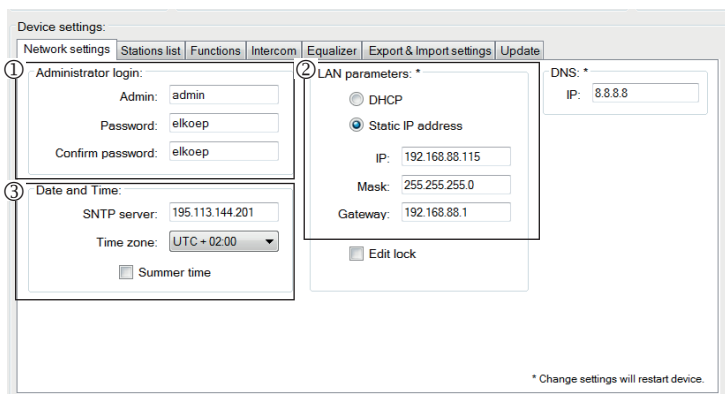 Device settings:
Network settings Stations list Functions Intercom Equalizer Export & Import settings Update
① Administrator login:
Admin: admin
Password: elkoep
Confirm password: elkoep
② LAN parameters: *
DHCP
Static IP address
IP: 192.168.88.115
Mask: 255.255.255.0
Gateway: 192.168.88.1
Edit lock
DNS: *
IP: 8.8.8.8
③ Date and Time:
SNTP server: 195.113.144.201
Time zone: UTC + 02:00
Summer time
* Change settings will restart device.